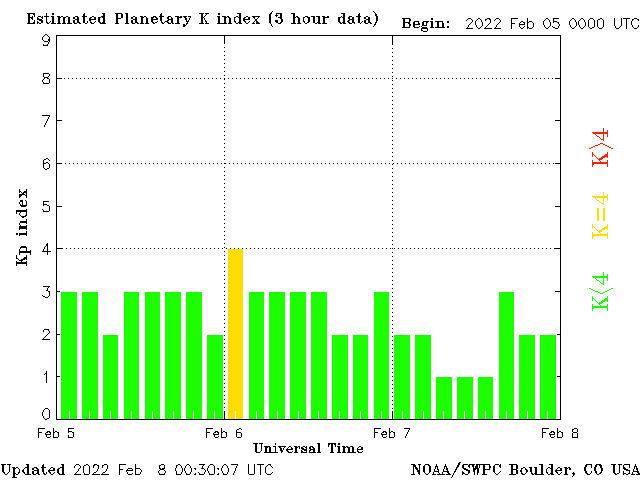 Estimated Planetary K index (3 hour data) Begin: 2022 Feb 05 0000 UTC
9
8
7
6
5
4
3
2
1
0
Kp index
K>4
K=4
K<4
Feb 5 Feb 6 Feb 7 Feb 8
Universal Time
Updated 2022 Feb 8 00:30:07 UTC NOAA/SWPC Boulder, CO USA